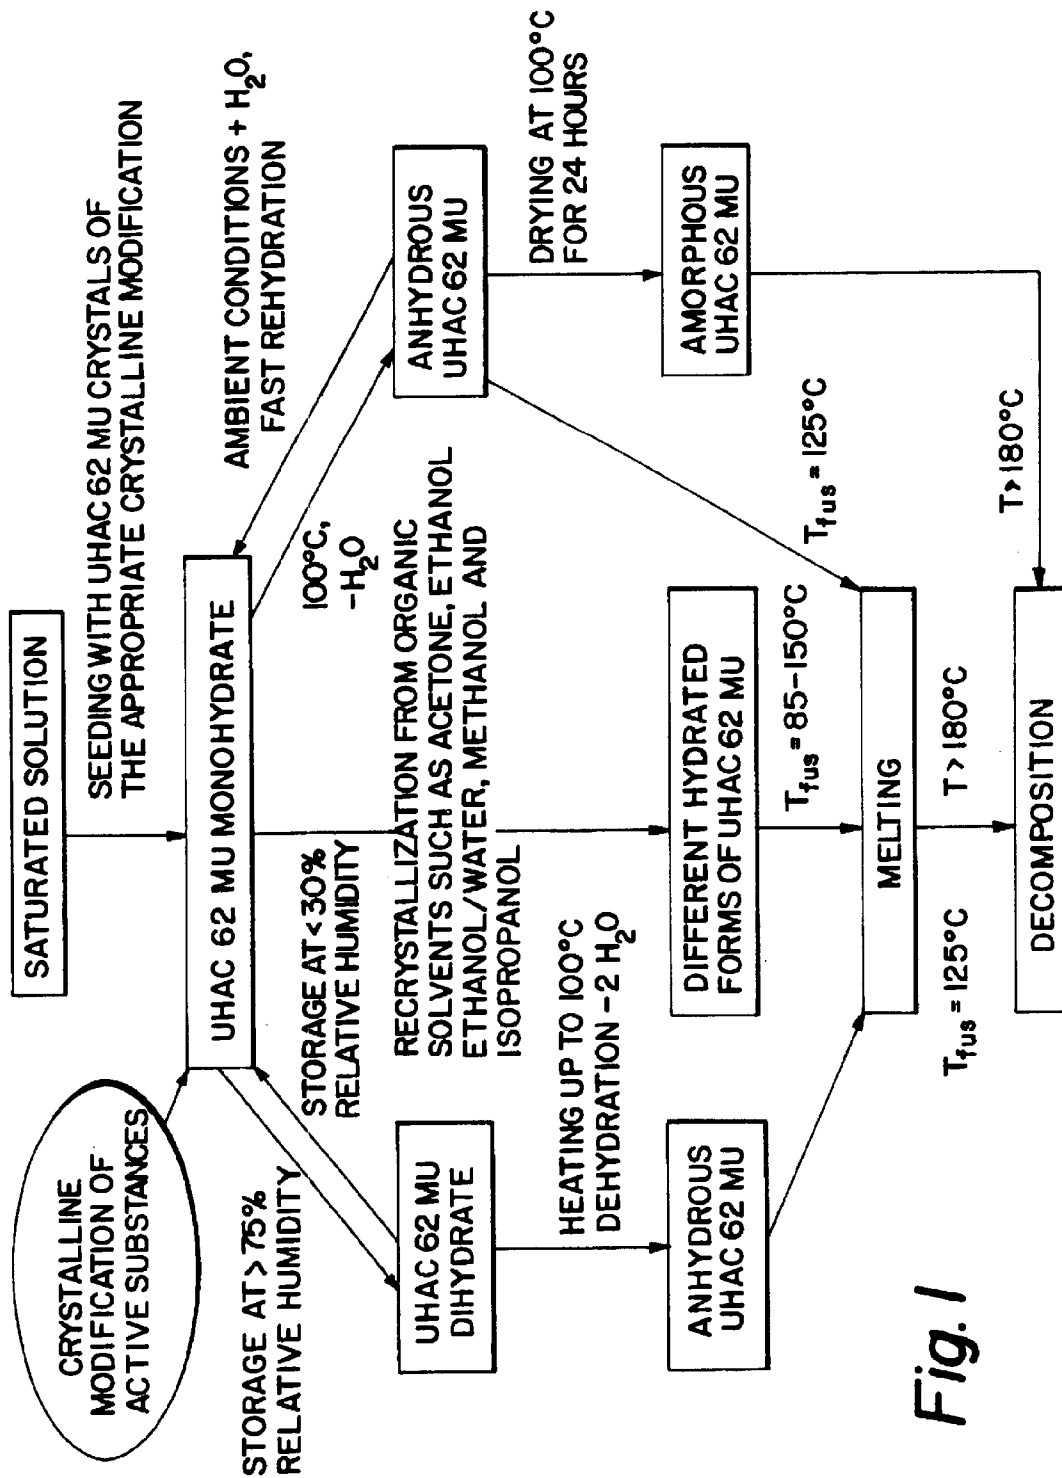 SATURATED SOLUTION
CRYSTALLINE
MODIFICATION OF
ACTIVE SUBSTANCES
SEEDING WITH UHAC 62 MU CRYSTALS OF
THE APPROPRIATE CRYSTALLINE MODIFICATION
UHAC 62 MU MONOHYDRATE
STORAGE AT > 75%
RELATIVE HUMIDITY
STORAGE AT < 30%
RELATIVE HUMIDITY
100°C,
-H₂O
AMBIENT CONDITIONS + H₂O,
FAST REHYDRATION
UHAC 62 MU
DIHYDRATE
RECRYSTALLIZATION FROM ORGANIC
SOLVENTS SUCH AS ACETONE, ETHANOL
ETHANOL/WATER, METHANOL AND
ISOPROPANOL
ANHYDROUS
UHAC 62 MU
HEATING UP TO 100°C
DEHYDRATION -2 H₂O
DRYING AT 100°C
FOR 24 HOURS
ANHYDROUS
UHAC 62 MU
DIFFERENT HYDRATED
FORMS OF UHAC 62 MU
AMORPHOUS
UHAC 62 MU
Tfus = 85-150°C
Tfus = 125°C
MELTING
Tfus = 125°C
T > 180°C
T > 180°C
DECOMPOSITION
Fig. 1